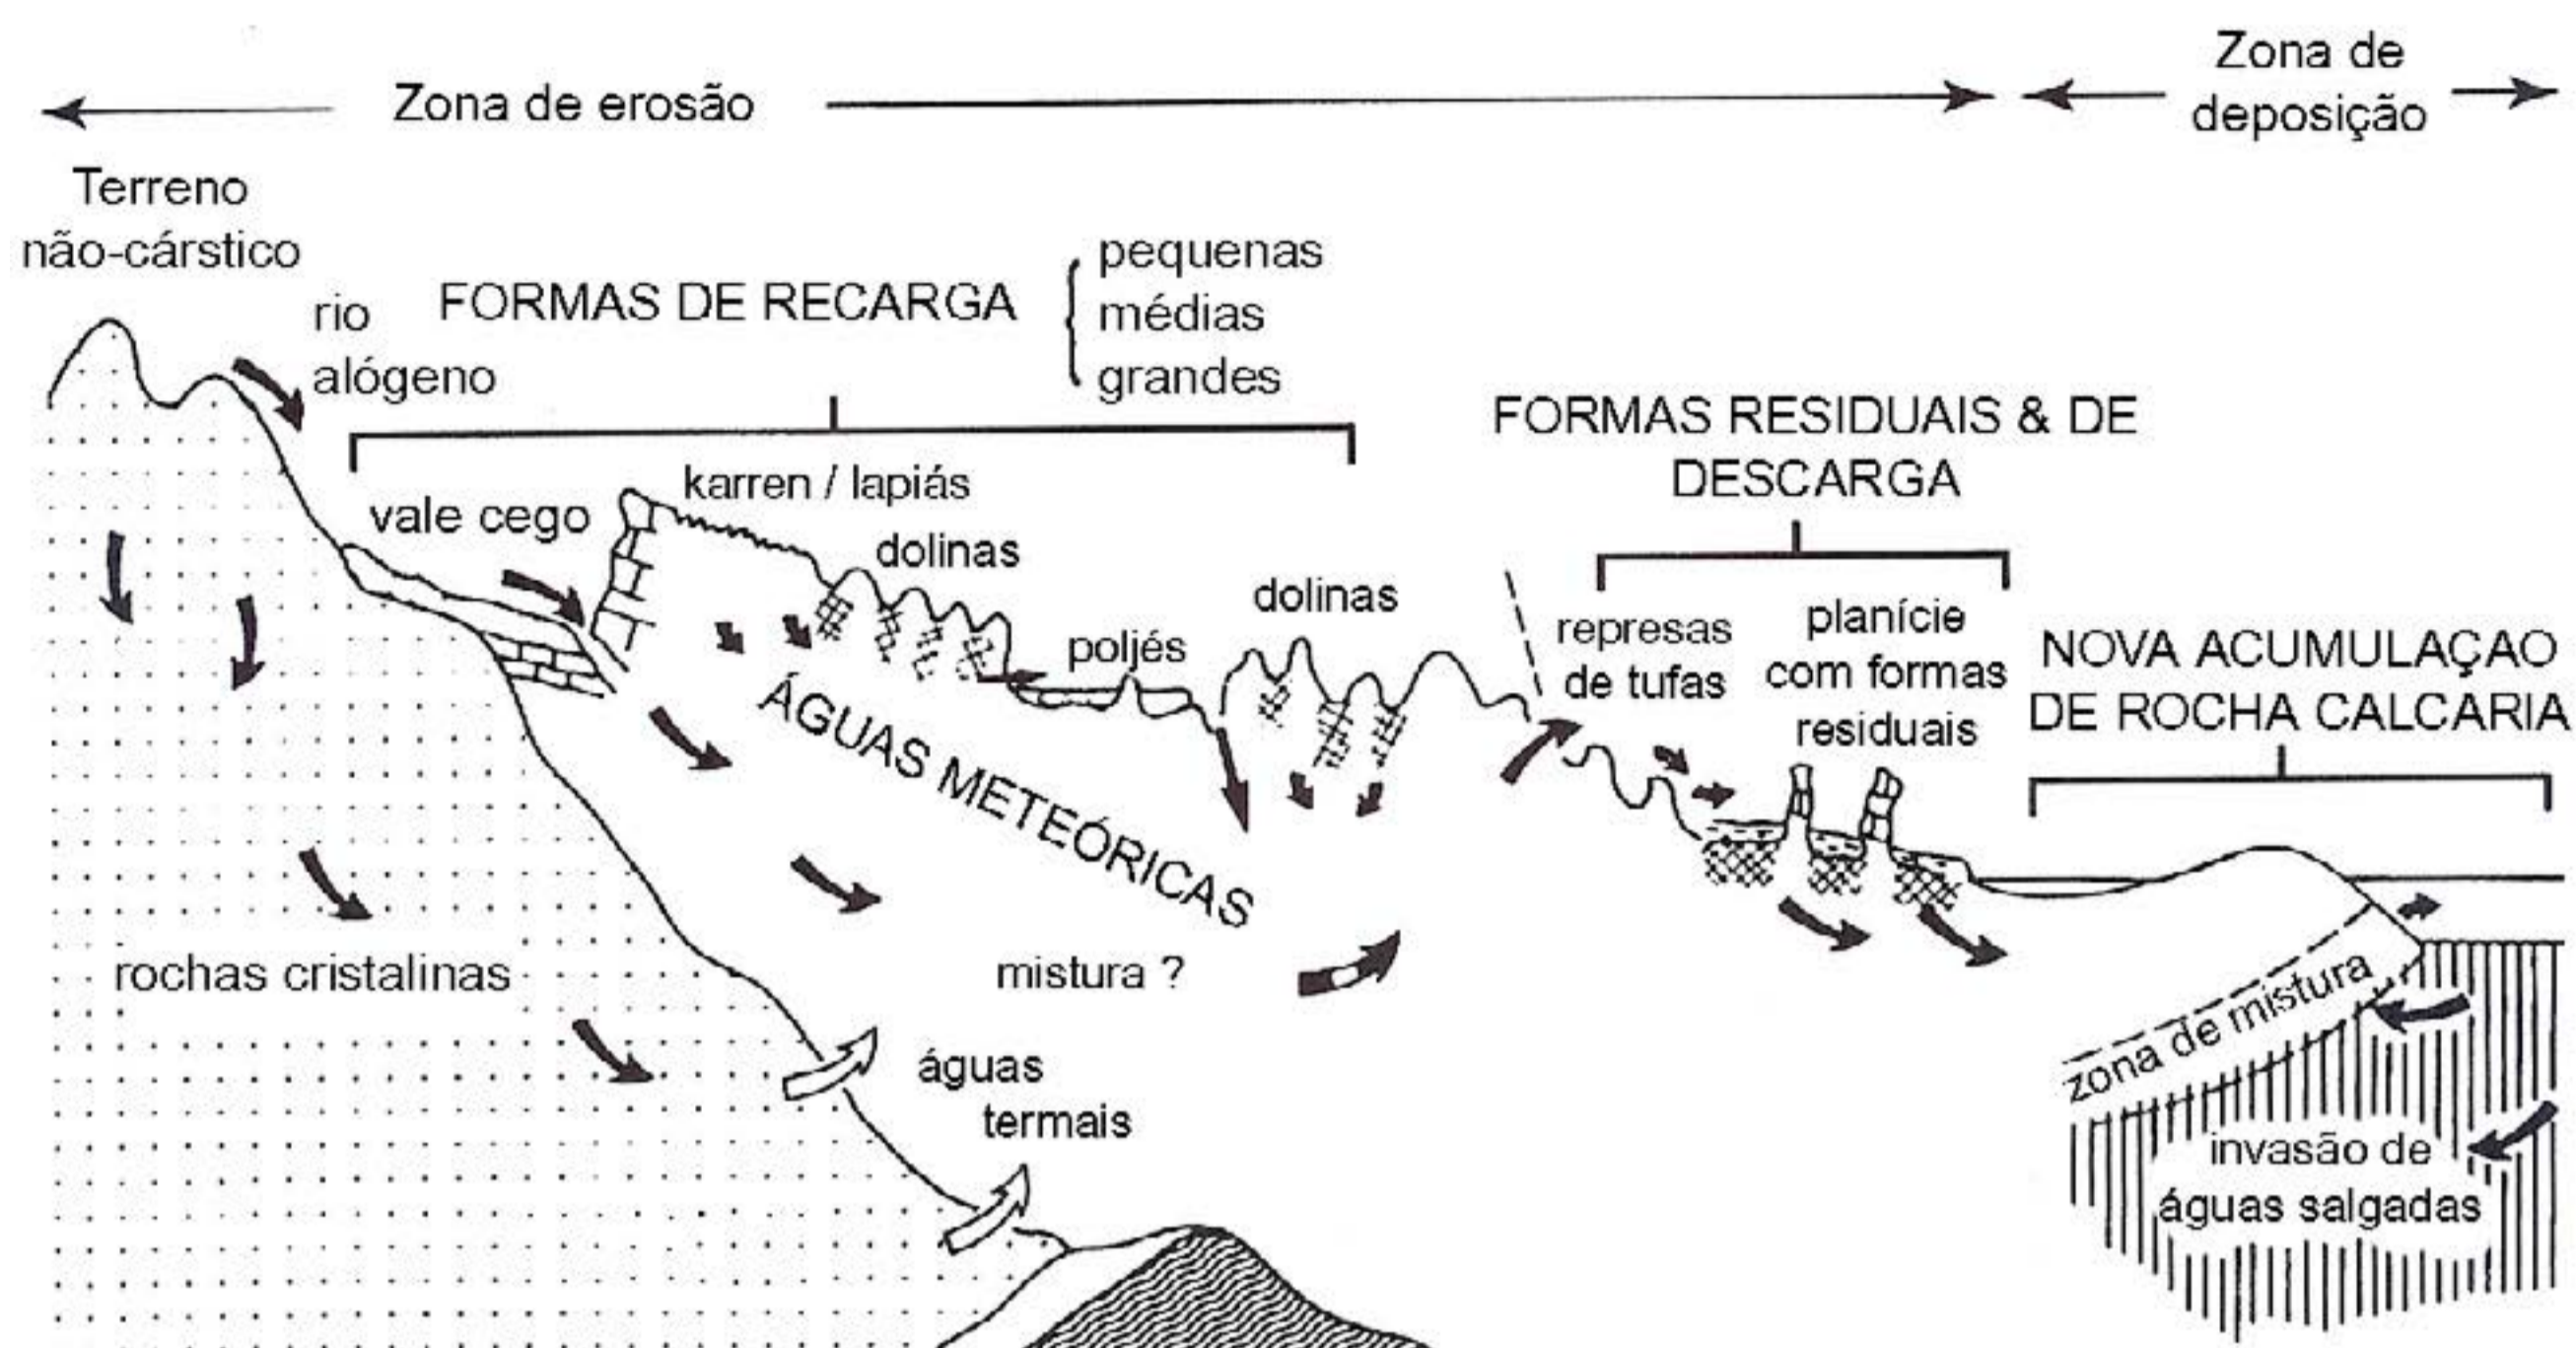 Zona de erosão
Zona de
deposição
Terreno
não-cárstico
rio
alógeno
FORMAS DE RECARGA
pequenas
médias
grandes
FORMAS RESIDUAIS & DE
DESCARGA
vale cego
karren / lapiás
dolinas
poljés
dolinas
represas
de tufas
planície
com formas
residuais
NOVA ACUMULAÇAO
DE ROCHA CALCARIA
ÁGUAS METEÓRICAS
rochas cristalinas
mistura ?
águas
termais
zona de mistura
invasão de
águas salgadas